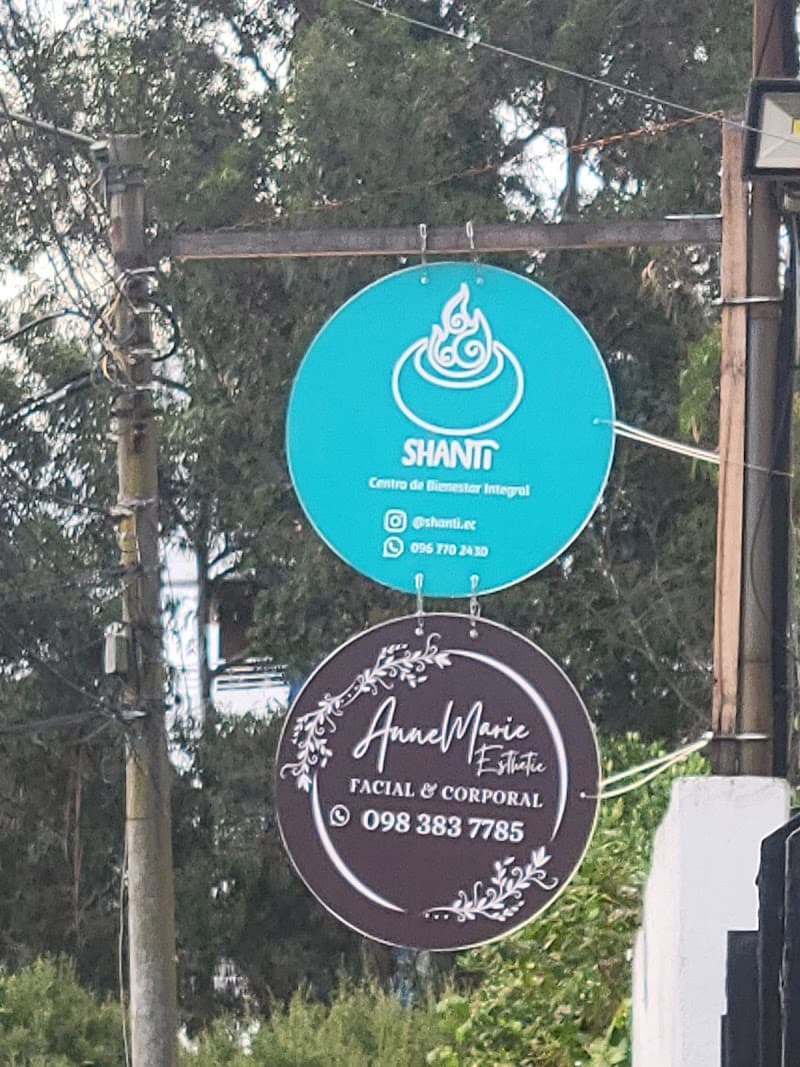 SHANTi
Centro de Bienestar Integral
@shanti.ec
096 770 2430
AnneMarie
Esthetic
FACIAL & CORPORAL
098 383 7785